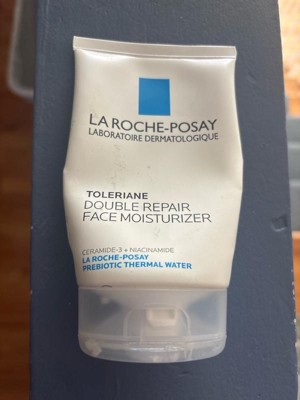 LA ROCHE-POSAY
LABORATOIRE DERMATOLOGIQUE
TOLERIANE
DOUBLE REPAIR
FACE MOISTURIZER
CERAMIDE-3 + NIACINAMIDE
LA ROCHE-POSAY
PREBIOTIC THERMAL WATER